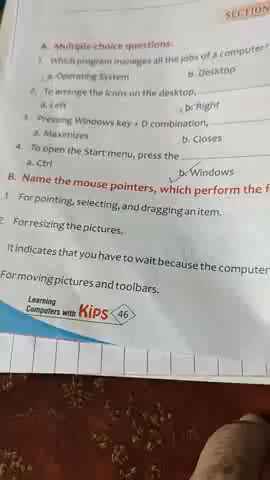 SECTION
A. Multiple choice questions.
1. Which program manages all the jobs of a computer?
a. Operating System b. Desktop
2. To arrange the icons on the desktop,
a. Left b. Right
3. Pressing Windows key + D combination,
a. Maximizes b. Closes
4. To open the Start menu, press the
a. Ctrl b. Windows
B. Name the mouse pointers, which perform the f
1. For pointing, selecting, and dragging an item.
2. For resizing the pictures.
It indicates that you have to wait because the computer
For moving pictures and toolbars.
Learning
Computers with Kips 46